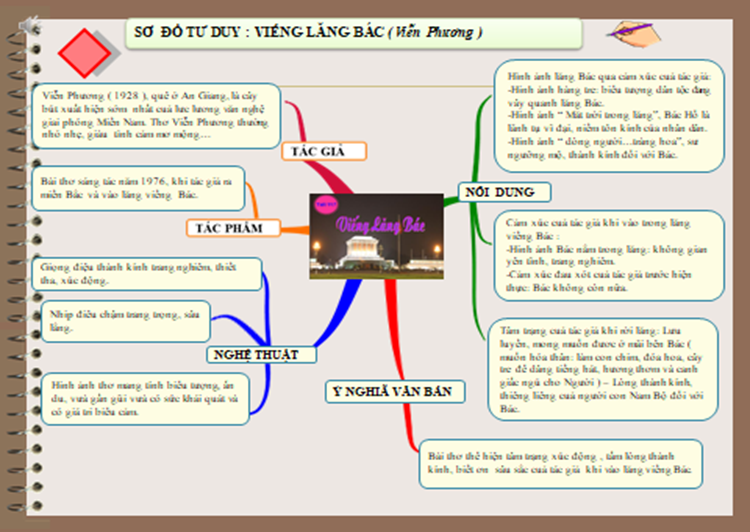 SƠ ĐỒ TƯ DUY : VIẾNG LĂNG BÁC ( Viễn Phương )
Viễn Phương ( 1928 ), quê ở An Giang, là cây
bút xuất hiện sớm nhất của lực lượng văn nghệ
giải phóng Miền Nam. Thơ Viễn Phương thường
nhỏ nhẹ, giàu tình cảm mơ mộng....
TÁC GIẢ
Bài thơ sáng tác năm 1976, khi tác giả ra
miền Bắc và vào lăng viếng Bác.
TÁC PHẨM
Giọng điệu thành kính trang nghiêm, thiết
tha, xúc động.
Nhịp điệu chậm trang trọng, sâu
lắng.
NGHỆ THUẬT
Hình ảnh thơ mang tính biểu tượng, ẩn
dụ, vừa gần gũi vừa có sức khái quát và
có giá trị biểu cảm.
Viếng Lăng Bác
Hình ảnh lăng Bác qua cảm xúc của tác giả:
-Hình ảnh hàng tre: biểu tượng dân tộc đang
vây quanh lăng Bác.
-Hình ảnh “ Mặt trời trong lăng”, Bác Hồ là
lãnh tụ vĩ đại, niềm tôn kính của nhân dân.
-Hình ảnh “ dòng người...tràng hoa”, sự
ngưỡng mộ, thành kính đối với Bác.
NỘI DUNG
Cảm xúc của tác giả khi vào trong lăng
viếng Bác :
-Hình ảnh Bác nằm trong lăng: không gian
yên tĩnh, trang nghiêm.
-Cảm xúc đau xót của tác giả trước hiện
thực: Bác không còn nữa.
Tâm trạng của tác giả khi rời lăng: Lưu
luyến, mong muốn được ở mãi bên Bác (
muốn hóa thân: làm con chim, đóa hoa, cây
tre để dâng tiếng hát, hương thơm và canh
giấc ngủ cho Người ) – Lòng thành kính,
thiêng liêng của người con Nam Bộ đối với
Bác.
Ý NGHĨA VĂN BẢN
Bài thơ thể hiện tâm trạng xúc động , tấm lòng thành
kính, biết ơn sâu sắc của tác giả khi vào lăng viếng Bác.